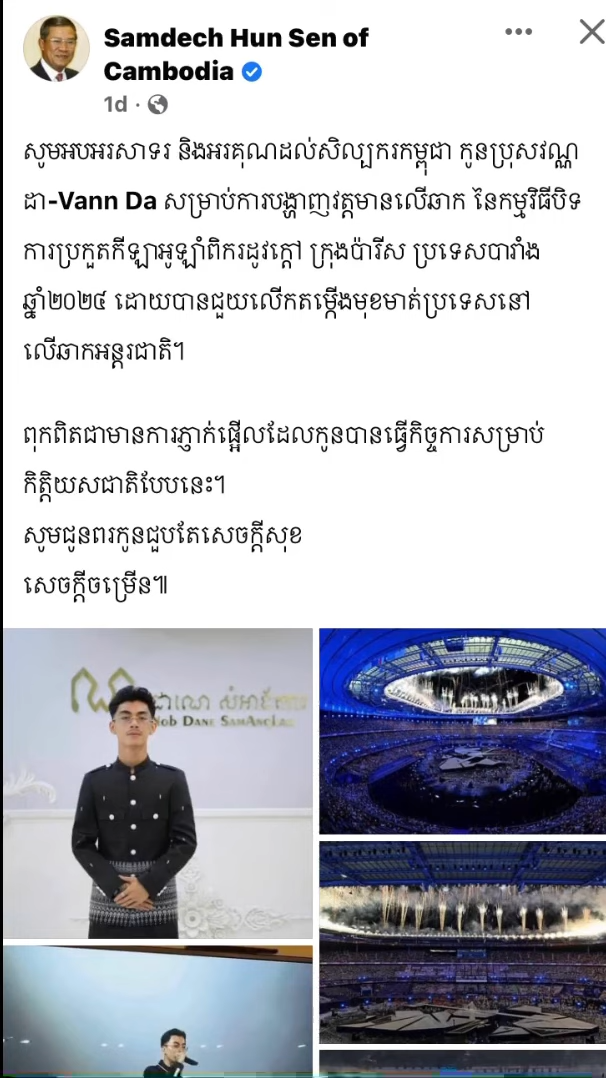 Samdech Hun Sen of
Cambodia
1d ·
សូមអបអរសាទរ និងអរគុណដល់សិល្បករកម្ពុជា កូនប្រុសវណ្ណ
ដា-Vann Da សម្រាប់ការបង្ហាញវត្តមានលើឆាក នៃកម្មវិធីបិទ
ការប្រកួតកីឡាអូឡាំពិករដូវក្តៅ ក្រុងប៉ារីស ប្រទេសបារាំង
ឆ្នាំ២០២៤ ដោយបានជួយលើកតម្កើងមុខមាត់ប្រទេសនៅ
លើឆាកអន្តរជាតិ។
ពុកពិតជាមានការភ្ញាក់ផ្អើលដែលកូនបានធ្វើកិច្ចការសម្រាប់
កិត្តិយសជាតិបែបនេះ។
សូមជូនពរកូនជួបតែសេចក្តីសុខ
សេចក្តីចម្រើន៕